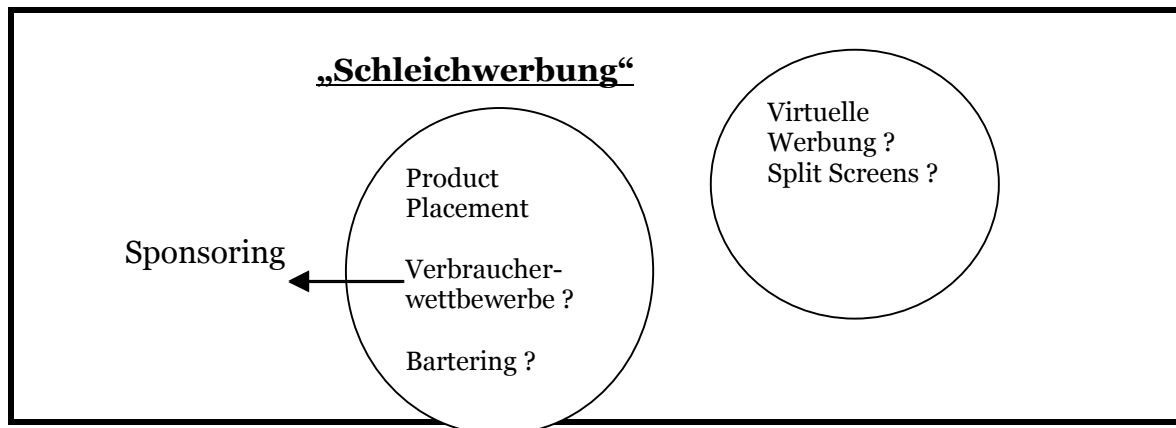 „Schleichwerbung“
Product
Placement
Sponsoring
Verbraucher-
wettbewerbe ?
Bartering ?
Virtuelle
Werbung ?
Split Screens ?